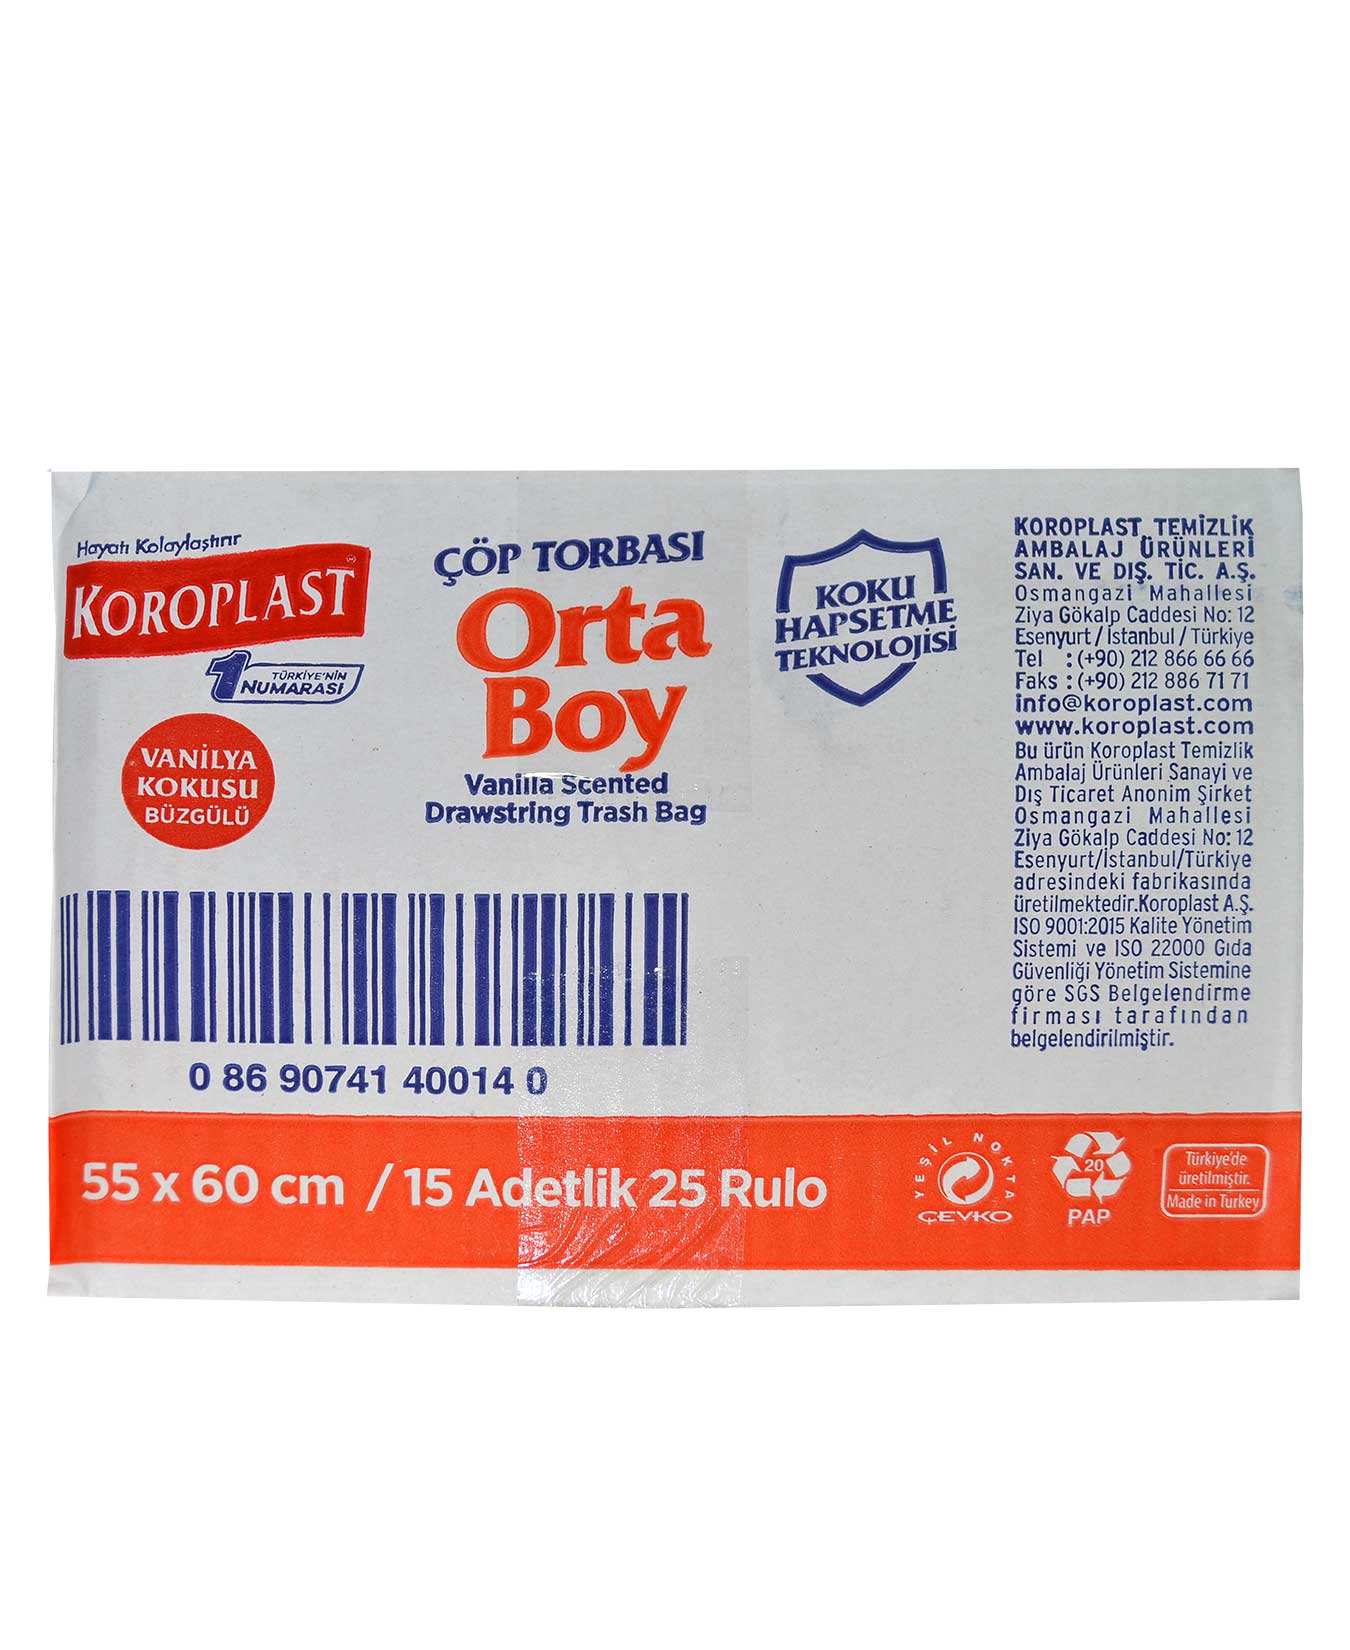 Hayatı Kolaylaştırır
KOROPLAST
1 TÜRKİYE'NİN
NUMARASI
VANİLYA
KOKUSU
BÜZGÜLÜ
ÇÖP TORBASI
Orta
Boy
Vanilla Scented
Drawstring Trash Bag
KOKU
HAPSETME
TEKNOLOJİSİ
KOROPLAST TEMİZLİK
AMBALAJ ÜRÜNLERİ
SAN. VE DIŞ. TİC. A.Ş.
Osmangazi Mahallesi
Ziya Gökalp Caddesi No: 12
Esenyurt / İstanbul / Türkiye
Tel : (+90) 212 866 66 66
Faks : (+90) 212 886 71 71
info@koroplast.com
www.koroplast.com
Bu ürün Koroplast Temizlik
Ambalaj Ürünleri Sanayi ve
Dış Ticaret Anonim Şirket
Osmangazi Mahallesi
Ziya Gökalp Caddesi No: 12
Esenyurt/İstanbul/Türkiye
adresindeki fabrikasında
üretilmektedir.Koroplast A.Ş.
ISO 9001:2015 Kalite Yönetim
Sistemi ve ISO 22000 Gıda
Güvenliği Yönetim Sistemine
göre SGS Belgelendirme
firması tarafından
belgelendirilmiştir.
0 86 90741 40014 0
55 x 60 cm / 15 Adetlik 25 Rulo
YEŞİL NOKTA
ÇEVKO
20
PAP
Türkiye'de
üretilmiştir.
Made in Turkey